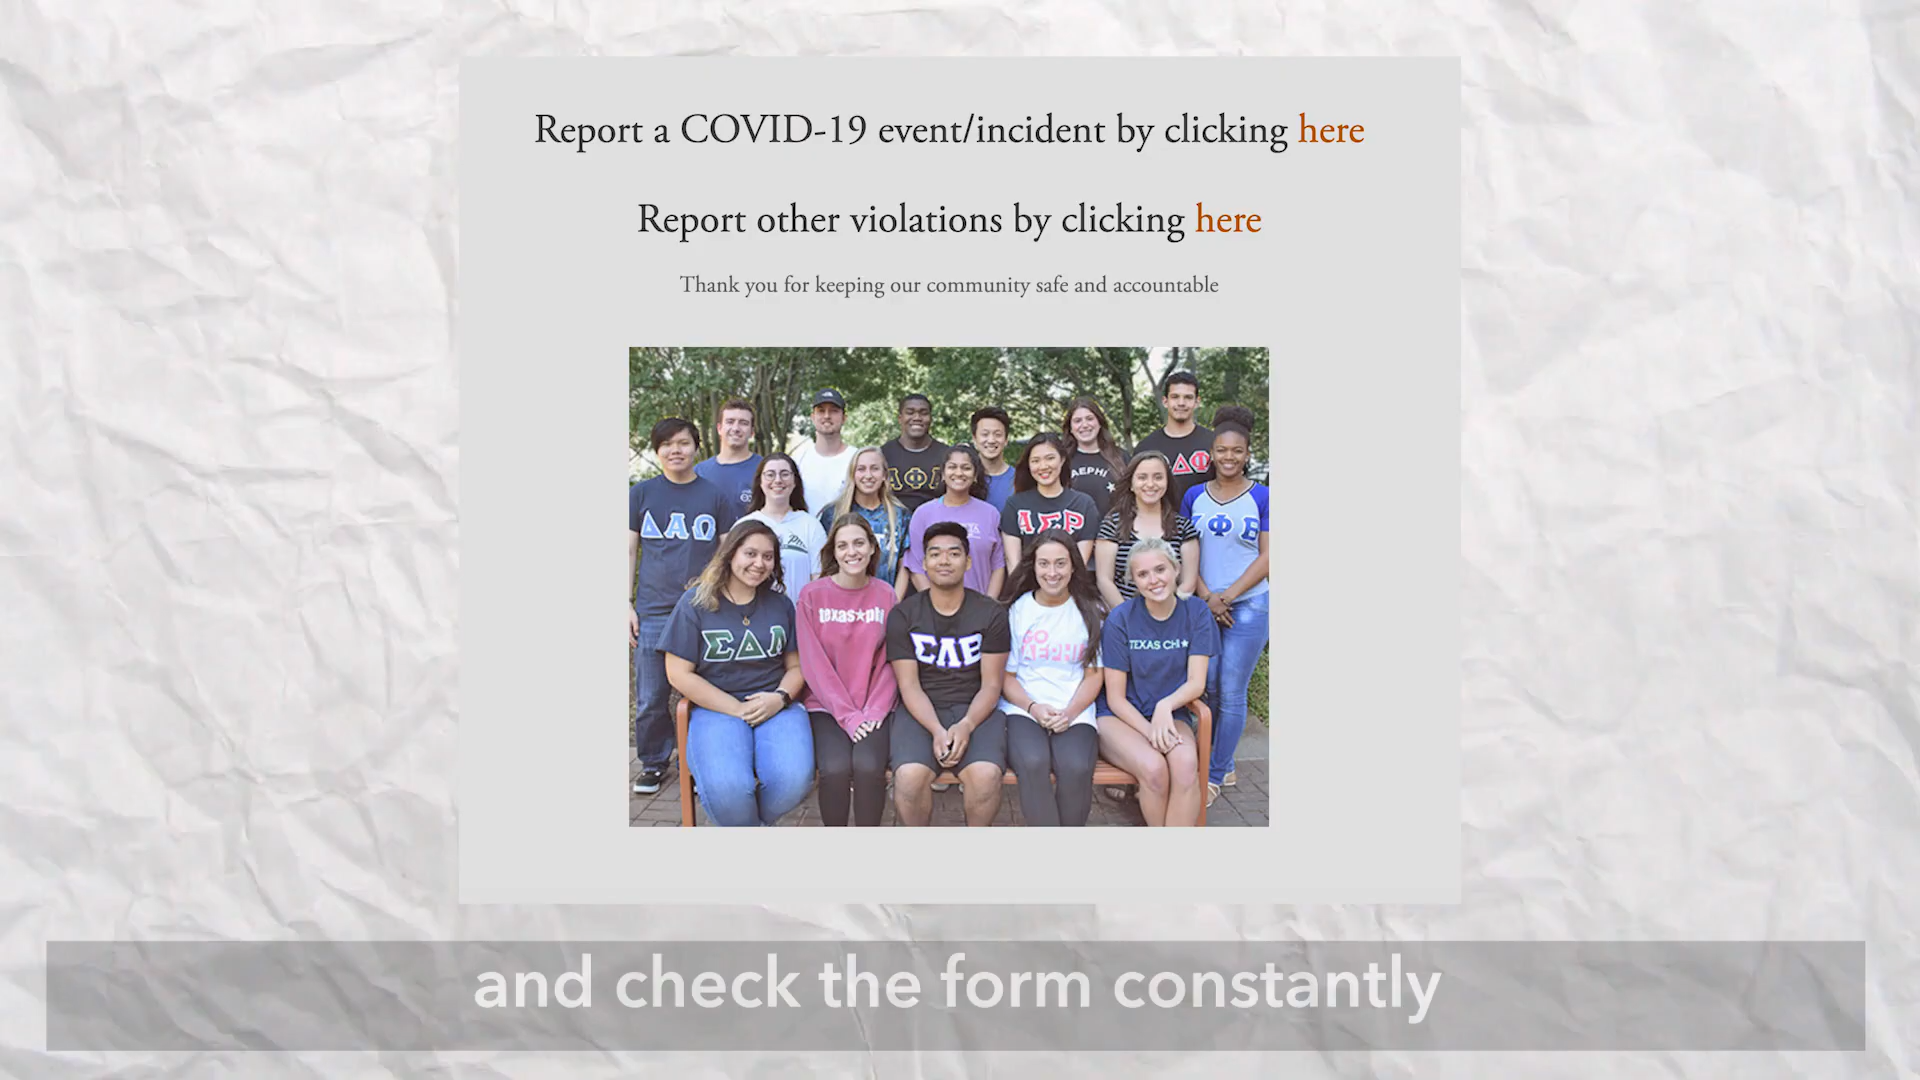 Report a COVID-19 event/incident by clicking here
Report other violations by clicking here
Thank you for keeping our community safe and accountable
ΑΦΑ
AEPHI
ΔΦ
ΔΑΩ
ΑΣΡ
ΖΦΒ
ΣΔΛ
texas★phi
ΣΛΒ
GO
AEPHI
TEXAS CHI★
and check the form constantly